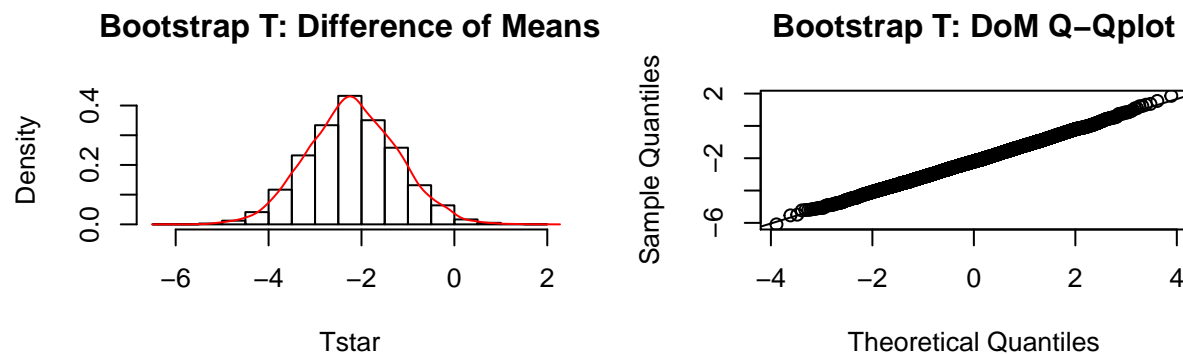 Bootstrap T: Difference of Means
Density
0.0 0.2 0.4
−6 −4 −2 0 2
Tstar
Bootstrap T: DoM Q−Qplot
Sample Quantiles
−6 −2 2
−4 −2 0 2 4
Theoretical Quantiles